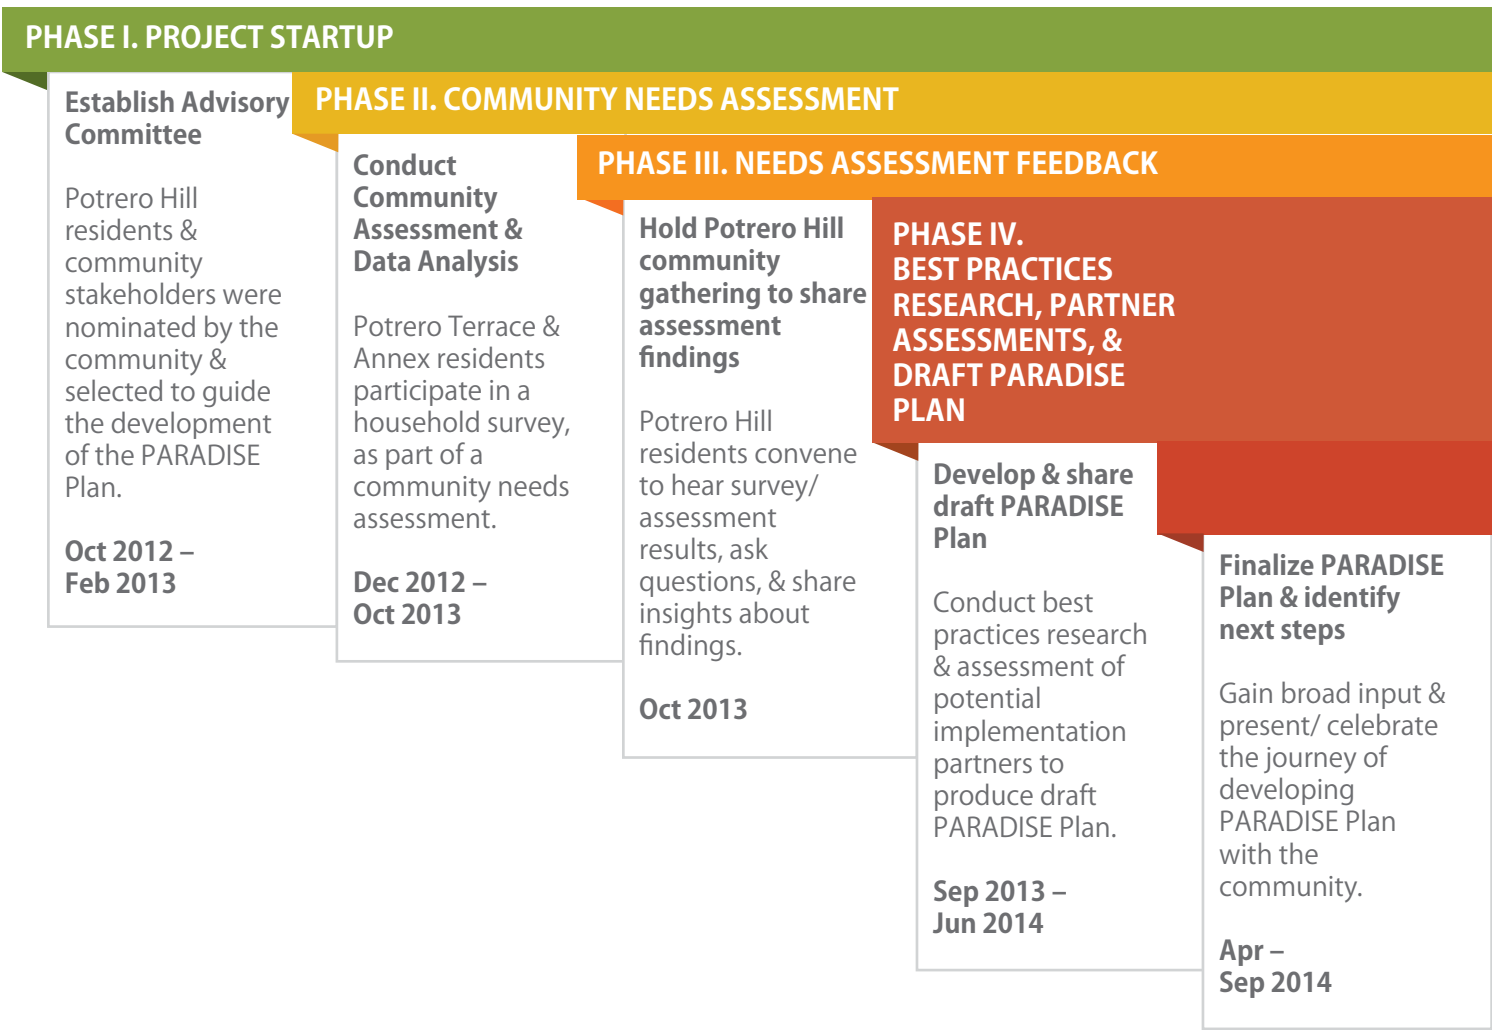 PHASE I. PROJECT STARTUP
Establish Advisory
Committee
Potrero Hill
residents &
community
stakeholders were
nominated by the
community &
selected to guide
the development
of the PARADISE
Plan.
Oct 2012 –
Feb 2013
PHASE II. COMMUNITY NEEDS ASSESSMENT
Conduct
Community
Assessment &
Data Analysis
Potrero Terrace &
Annex residents
participate in a
household survey,
as part of a
community needs
assessment.
Dec 2012 –
Oct 2013
PHASE III. NEEDS ASSESSMENT FEEDBACK
Hold Potrero Hill
community
gathering to share
assessment
findings
Potrero Hill
residents convene
to hear survey/
assessment
results, ask
questions, & share
insights about
findings.
Oct 2013
PHASE IV.
BEST PRACTICES
RESEARCH, PARTNER
ASSESSMENTS, &
DRAFT PARADISE
PLAN
Develop & share
draft PARADISE
Plan
Conduct best
practices research
& assessment of
potential
implementation
partners to
produce draft
PARADISE Plan.
Sep 2013 –
Jun 2014
Finalize PARADISE
Plan & identify
next steps
Gain broad input &
present/ celebrate
the journey of
developing
PARADISE Plan
with the
community.
Apr –
Sep 2014